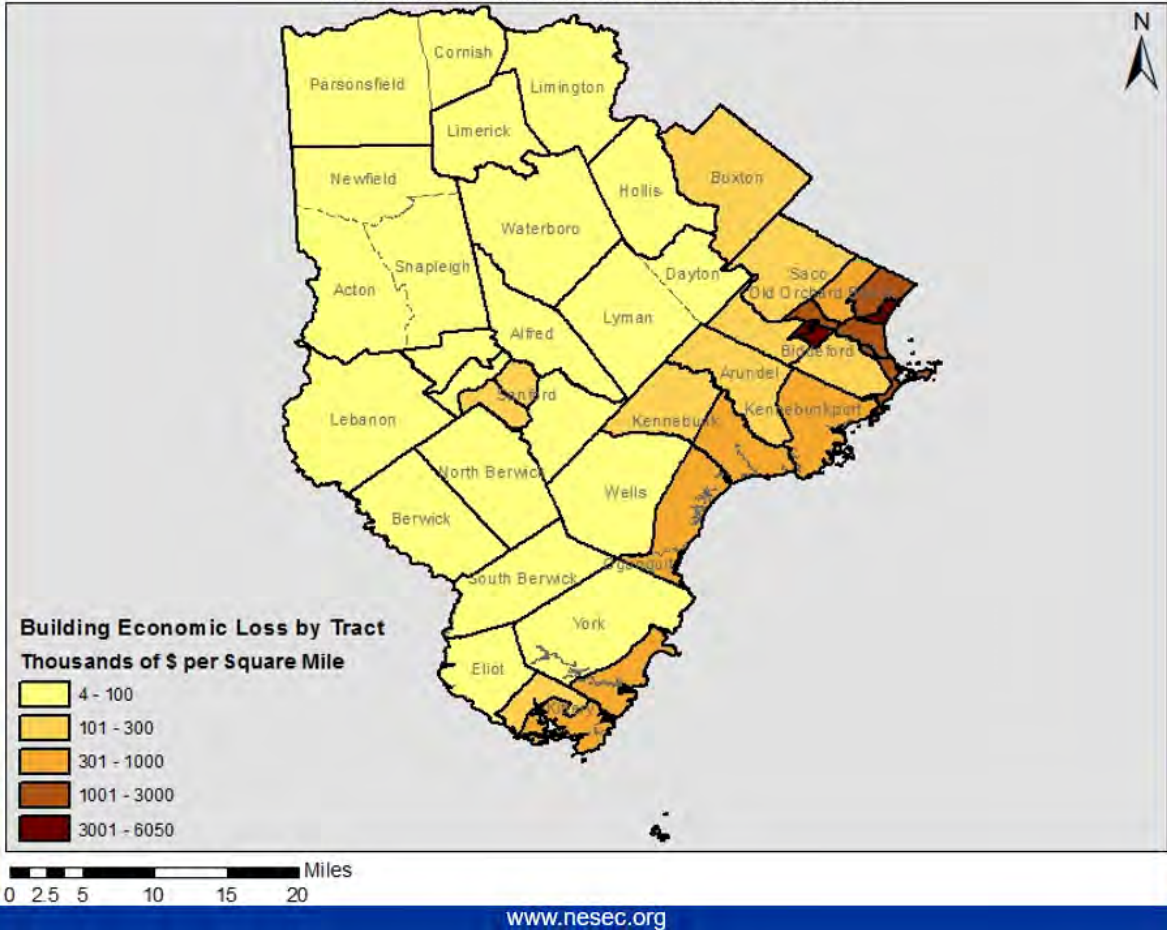 N
Cornish
Parsonsfield
Limington
Limerick
Newfield
Buxton
Hollis
Waterboro
Shapleigh
Dayton
Saco
Acton
Old Orchard
Lyman
Alfred
Biddeford
Arundel
Sanford
Kennebunkport
Lebanon
Kennebunk
North Berwick
Wells
Berwick
Ogunquit
South Berwick
York
Eliot
Kittery
Building Economic Loss by Tract
Thousands of $ per Square Mile
4 - 100
101 - 300
301 - 1000
1001 - 3000
3001 - 6050
Miles
0 2.5 5 10 15 20
www.nesec.org